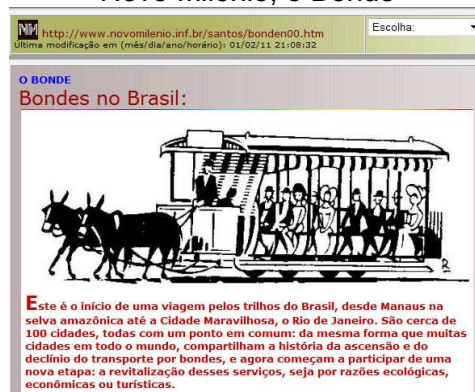 Novo Milênio, o Bonde
NM http://www.novomilenio.inf.br/santos/bonden00.htm
Última modificação em (mês/dia/ano/horário): 01/02/11 21:08:32
Escolha:
O BONDE
Bondes no Brasil:
Este é o início de uma viagem pelos trilhos do Brasil, desde Manaus na
selva amazônica até a Cidade Maravilhosa, o Rio de Janeiro. São cerca de
100 cidades, todas com um ponto em comum: da mesma forma que muitas
cidades em todo o mundo, compartilham a história da ascensão e do
declínio do transporte por bondes, e agora começam a participar de uma
nova etapa: a revitalização desses serviços, seja por razões ecológicas,
econômicas ou turísticas.